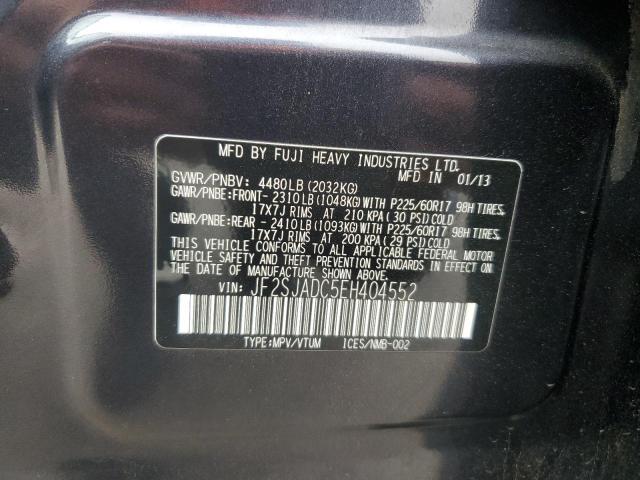 MFD BY FUJI HEAVY INDUSTRIES LTD.
MFD IN 01/13
GVWR/PNBV: 4480LB(2032KG)
GAWR/PNBE:FRONT-2310LB(1048KG)WITH P225/60R17 98H TIRES,
17X7J RIMS AT 210 KPA(30 PSI)COLD
GAWR/PNBE:REAR -2410LB(1093KG)WITH P225/60R17 98H TIRES,
17X7J RIMS AT 200 KPA(29 PSI)COLD
THIS VEHICLE CONFORMS TO ALL APPLICABLE FEDERAL MOTOR
VEHICLE SAFETY AND THEFT PREVENTION STANDARDS IN
EFFECT ON THE DATE OF MANUFACTURE SHOWN ABOVE.
VIN: JF2SJADC5EH404552
TYPE:MPV/VTUM ICES/NMB-002